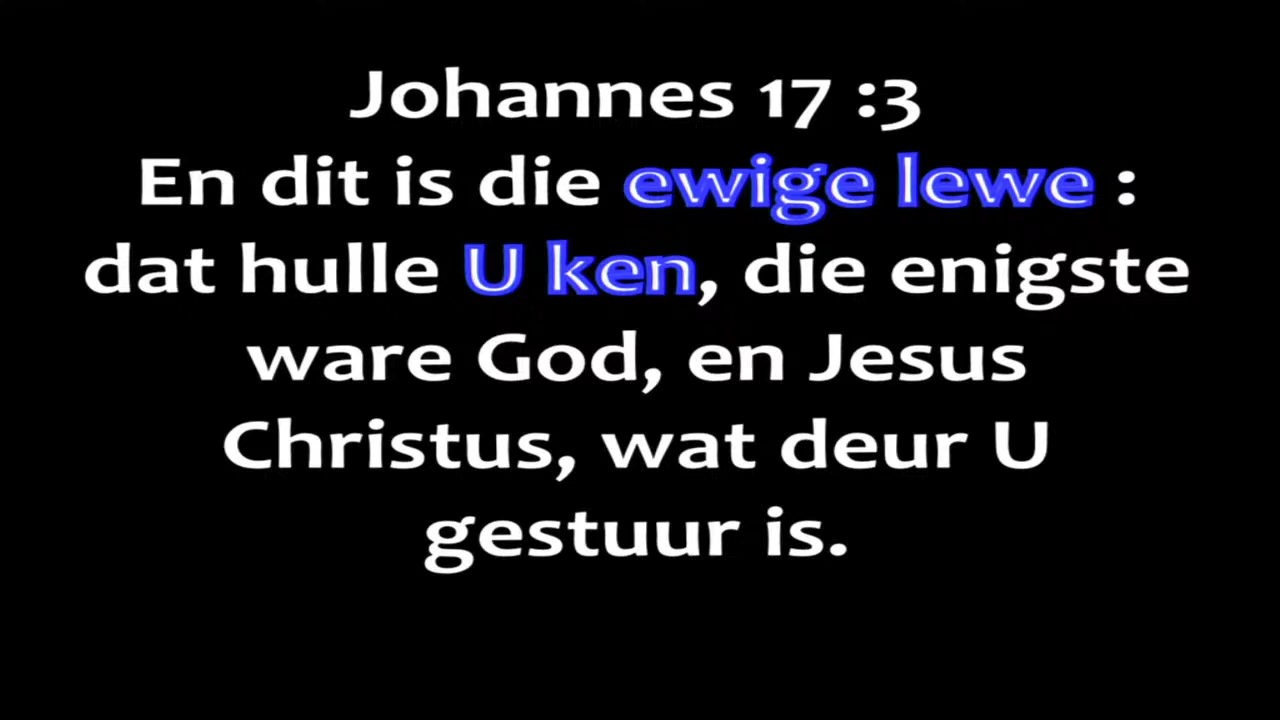 Johannes 17 :3
En dit is die ewige lewe :
dat hulle U ken, die enigste
ware God, en Jesus
Christus, wat deur U
gestuur is.